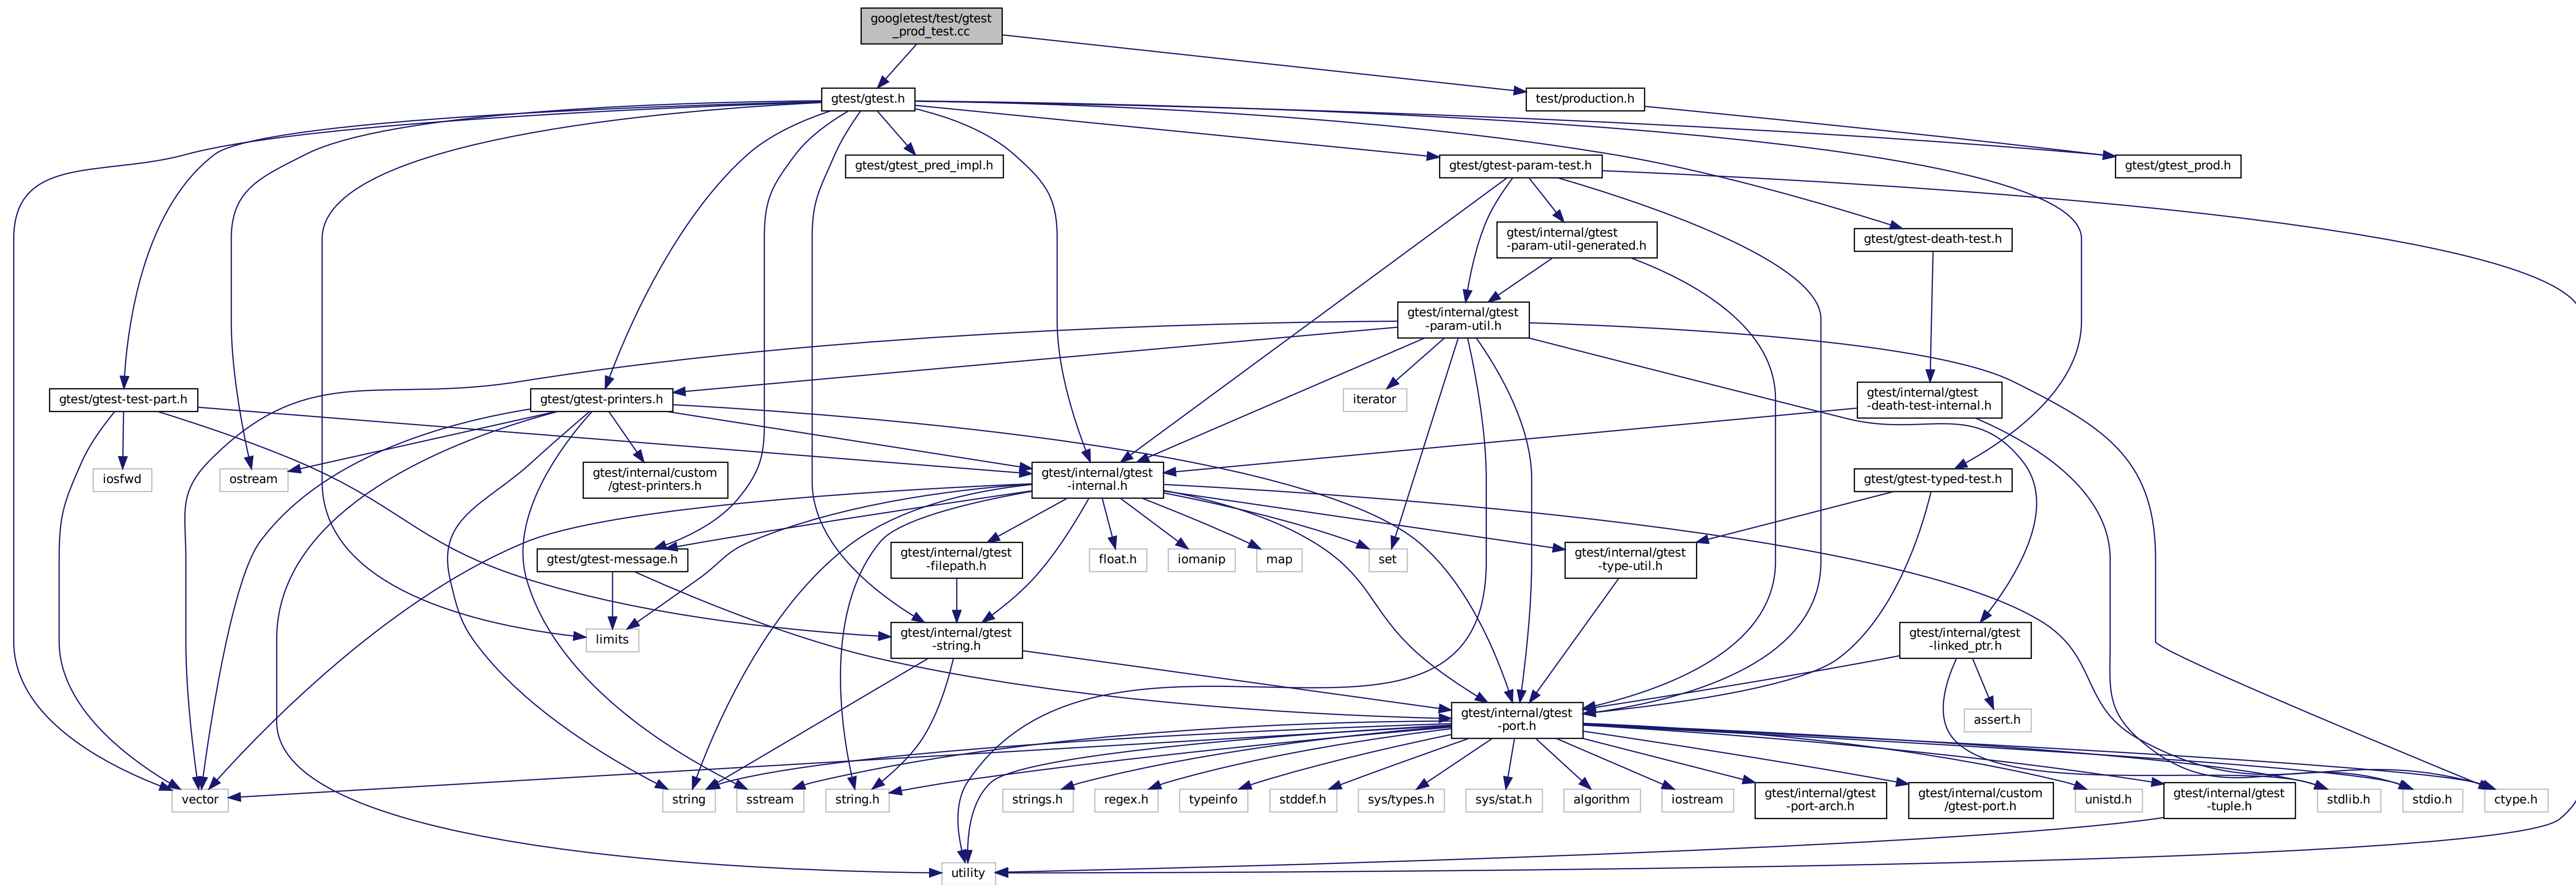 googletest/test/gtest
_prod_test.cc
gtest/gtest.h
test/production.h
gtest/gtest_pred_impl.h
gtest/gtest-param-test.h
gtest/gtest_prod.h
gtest/internal/gtest
-param-util-generated.h
gtest/gtest-death-test.h
gtest/internal/gtest
-param-util.h
gtest/gtest-test-part.h
gtest/gtest-printers.h
iterator
gtest/internal/gtest
-death-test-internal.h
iosfwd
ostream
gtest/internal/custom
/gtest-printers.h
gtest/internal/gtest
-internal.h
gtest/gtest-typed-test.h
gtest/gtest-message.h
gtest/internal/gtest
-filepath.h
float.h
iomanip
map
set
gtest/internal/gtest
-type-util.h
limits
gtest/internal/gtest
-string.h
gtest/internal/gtest
-linked_ptr.h
gtest/internal/gtest
-port.h
assert.h
vector
string
sstream
string.h
strings.h
regex.h
typeinfo
stddef.h
sys/types.h
sys/stat.h
algorithm
iostream
gtest/internal/gtest
-port-arch.h
gtest/internal/custom
/gtest-port.h
unistd.h
gtest/internal/gtest
-tuple.h
stdlib.h
stdio.h
ctype.h
utility